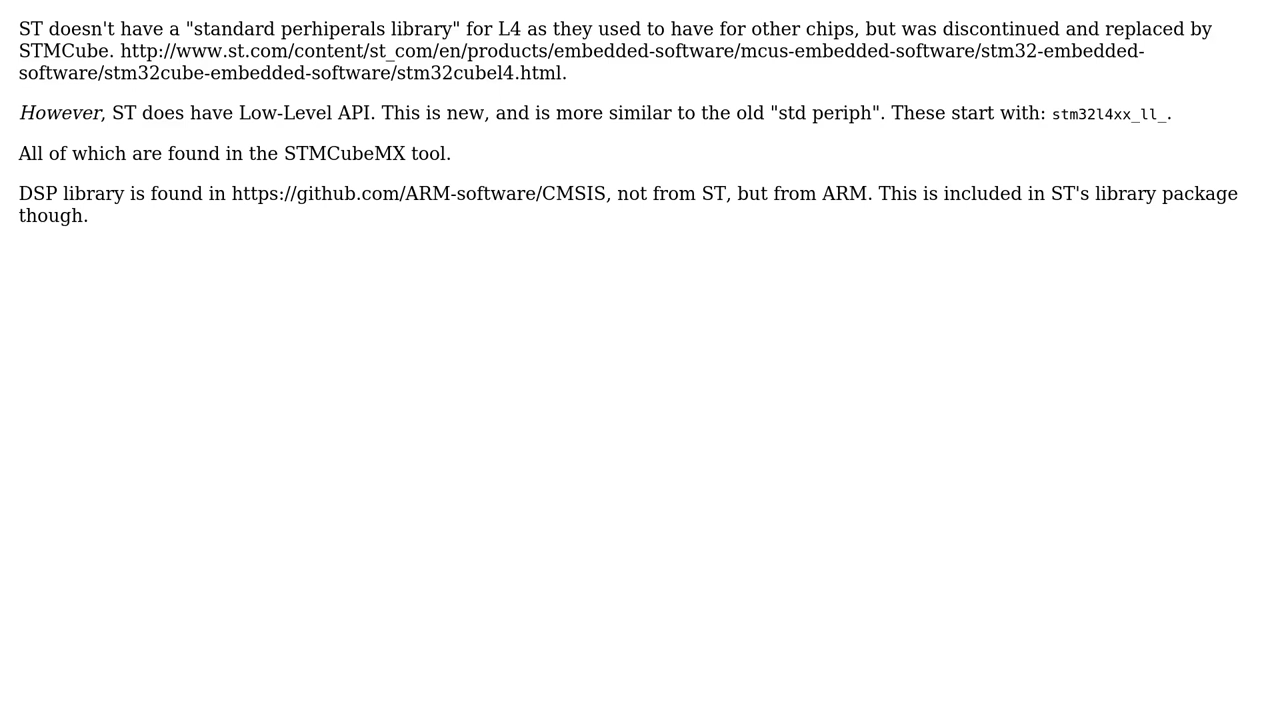 ST doesn't have a "standard perhiperals library" for L4 as they used to have for other chips, but was discontinued and replaced by
STMCube. http://www.st.com/content/st_com/en/products/embedded-software/mcus-embedded-software/stm32-embedded-
software/stm32cube-embedded-software/stm32cubel4.html.
However, ST does have Low-Level API. This is new, and is more similar to the old "std periph". These start with: stm32l4xx_ll_.
All of which are found in the STMCubeMX tool.
DSP library is found in https://github.com/ARM-software/CMSIS, not from ST, but from ARM. This is included in ST's library package
though.